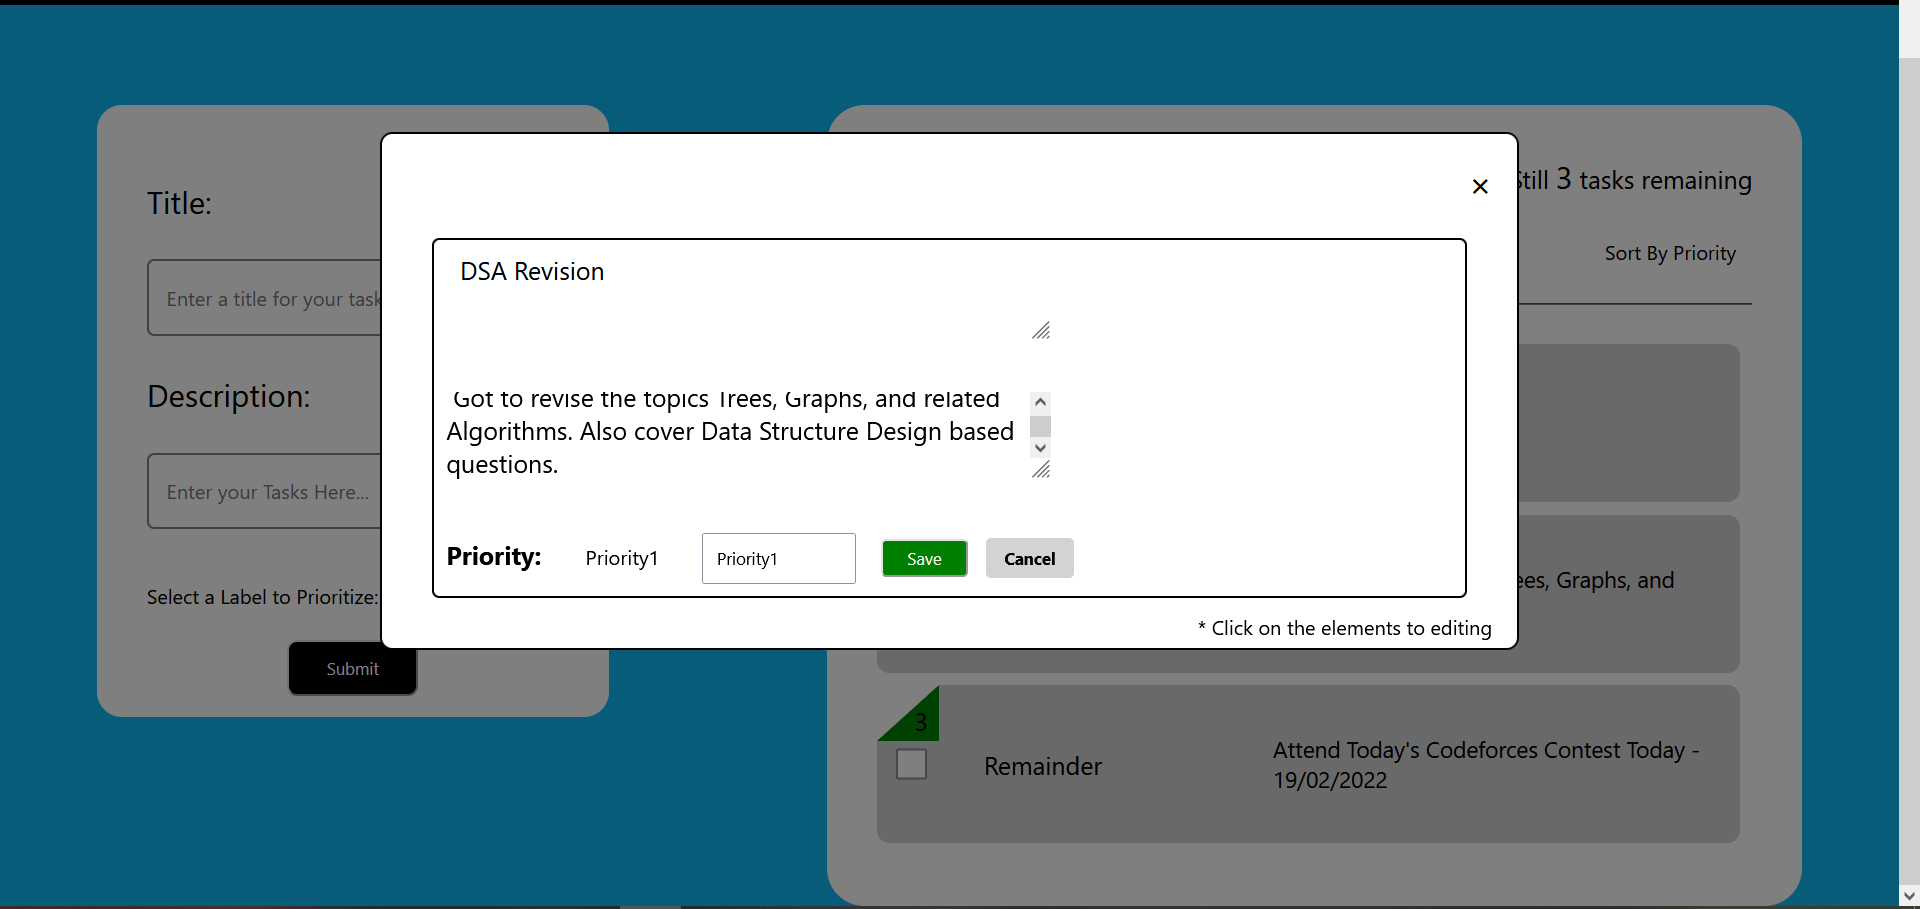 Title:
Enter a title for your task
Description:
Enter your Tasks Here...
Select a Label to Prioritize:
Submit
DSA Revision
Got to revise the topics Trees, Graphs, and related
Algorithms. Also cover Data Structure Design based
questions.
Priority:
Priority1
Priority1
Save
Cancel
* Click on the elements to editing
Still 3 tasks remaining
Sort By Priority
Graphs, and
3
Remainder
Attend Today's Codeforces Contest Today -
19/02/2022